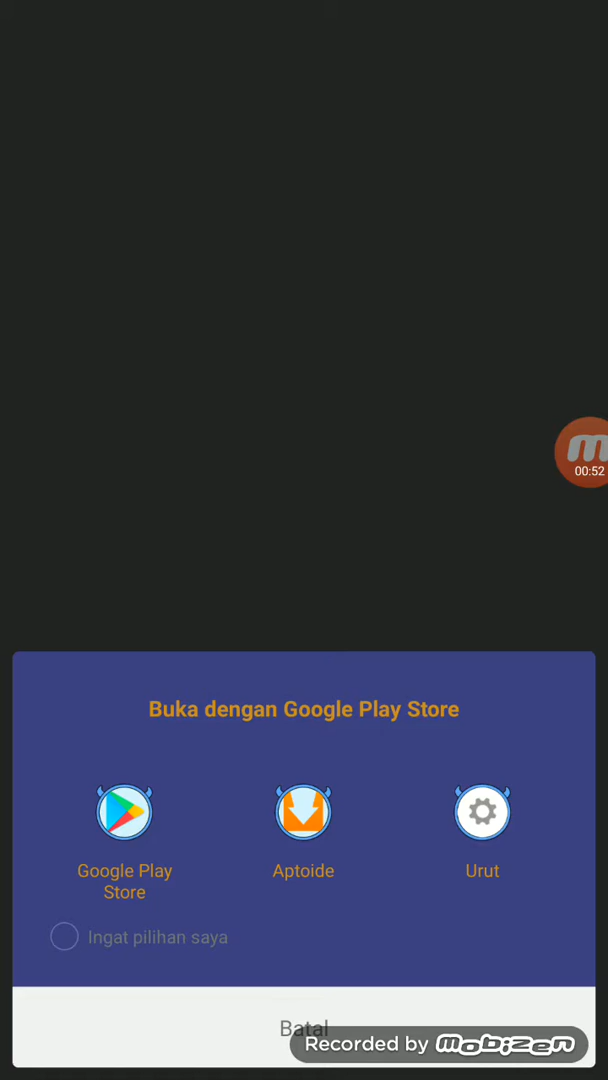 00:52
Buka dengan Google Play Store
Google Play
Store
Aptoide
Urut
Ingat pilihan saya
Batal
Recorded by mobizen